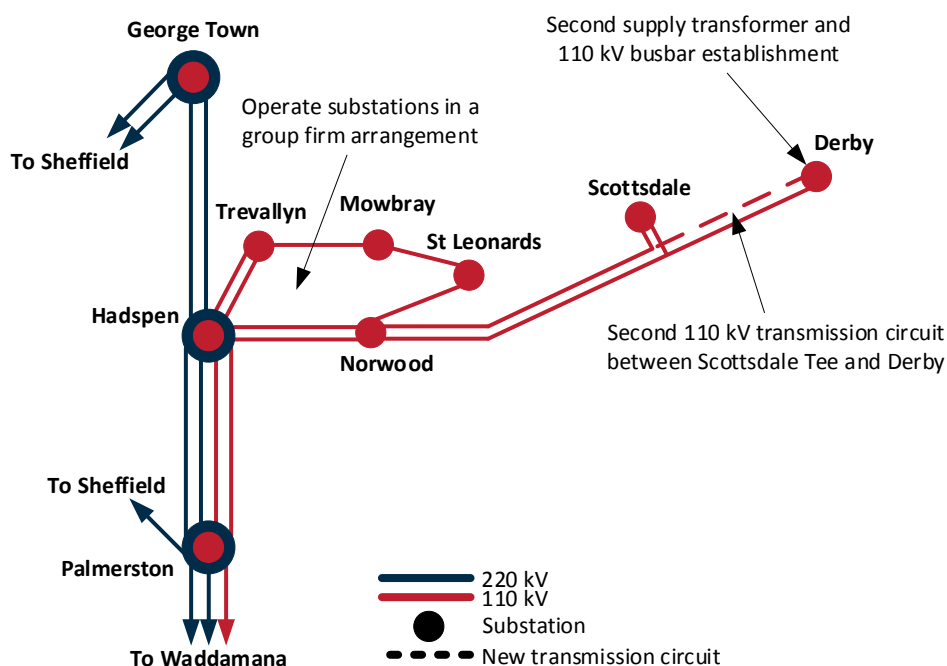 George Town
Second supply transformer and
110 kV busbar establishment
Operate substations in a
group firm arrangement
To Sheffield
Derby
Scottsdale
Trevallyn
Mowbray
St Leonards
Hadspen
Norwood
Second 110 kV transmission circuit
between Scottsdale Tee and Derby
To Sheffield
Palmerston
220 kV
110 kV
Substation
New transmission circuit
To Waddamana